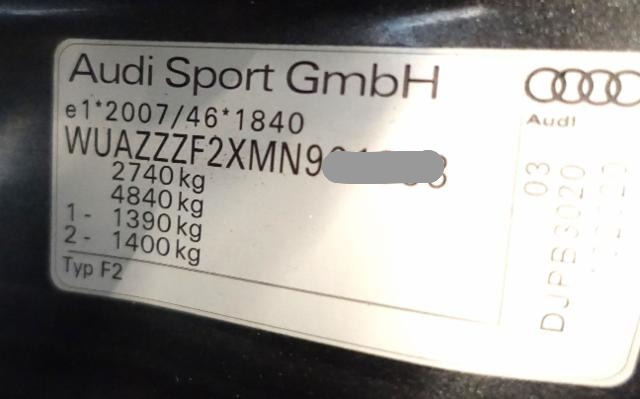 Audi Sport GmbH
e1*2007/46*1840
WUAZZZF2XMN9
2740 kg
4840 kg
1 - 1390 kg
2 - 1400 kg
Typ F2
Audi
03